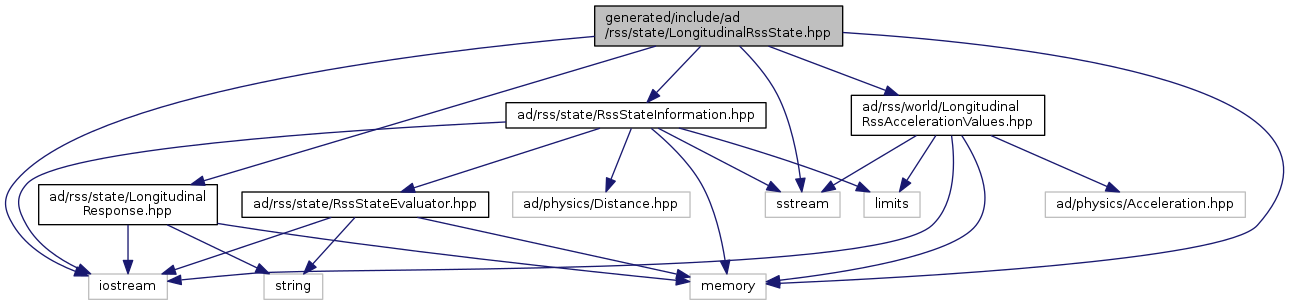 generated/include/ad
/rss/state/LongitudinalRssState.hpp
ad/rss/state/RssStateInformation.hpp
ad/rss/world/Longitudinal
RssAccelerationValues.hpp
ad/rss/state/Longitudinal
Response.hpp
ad/rss/state/RssStateEvaluator.hpp
ad/physics/Distance.hpp
sstream
limits
ad/physics/Acceleration.hpp
iostream
string
memory